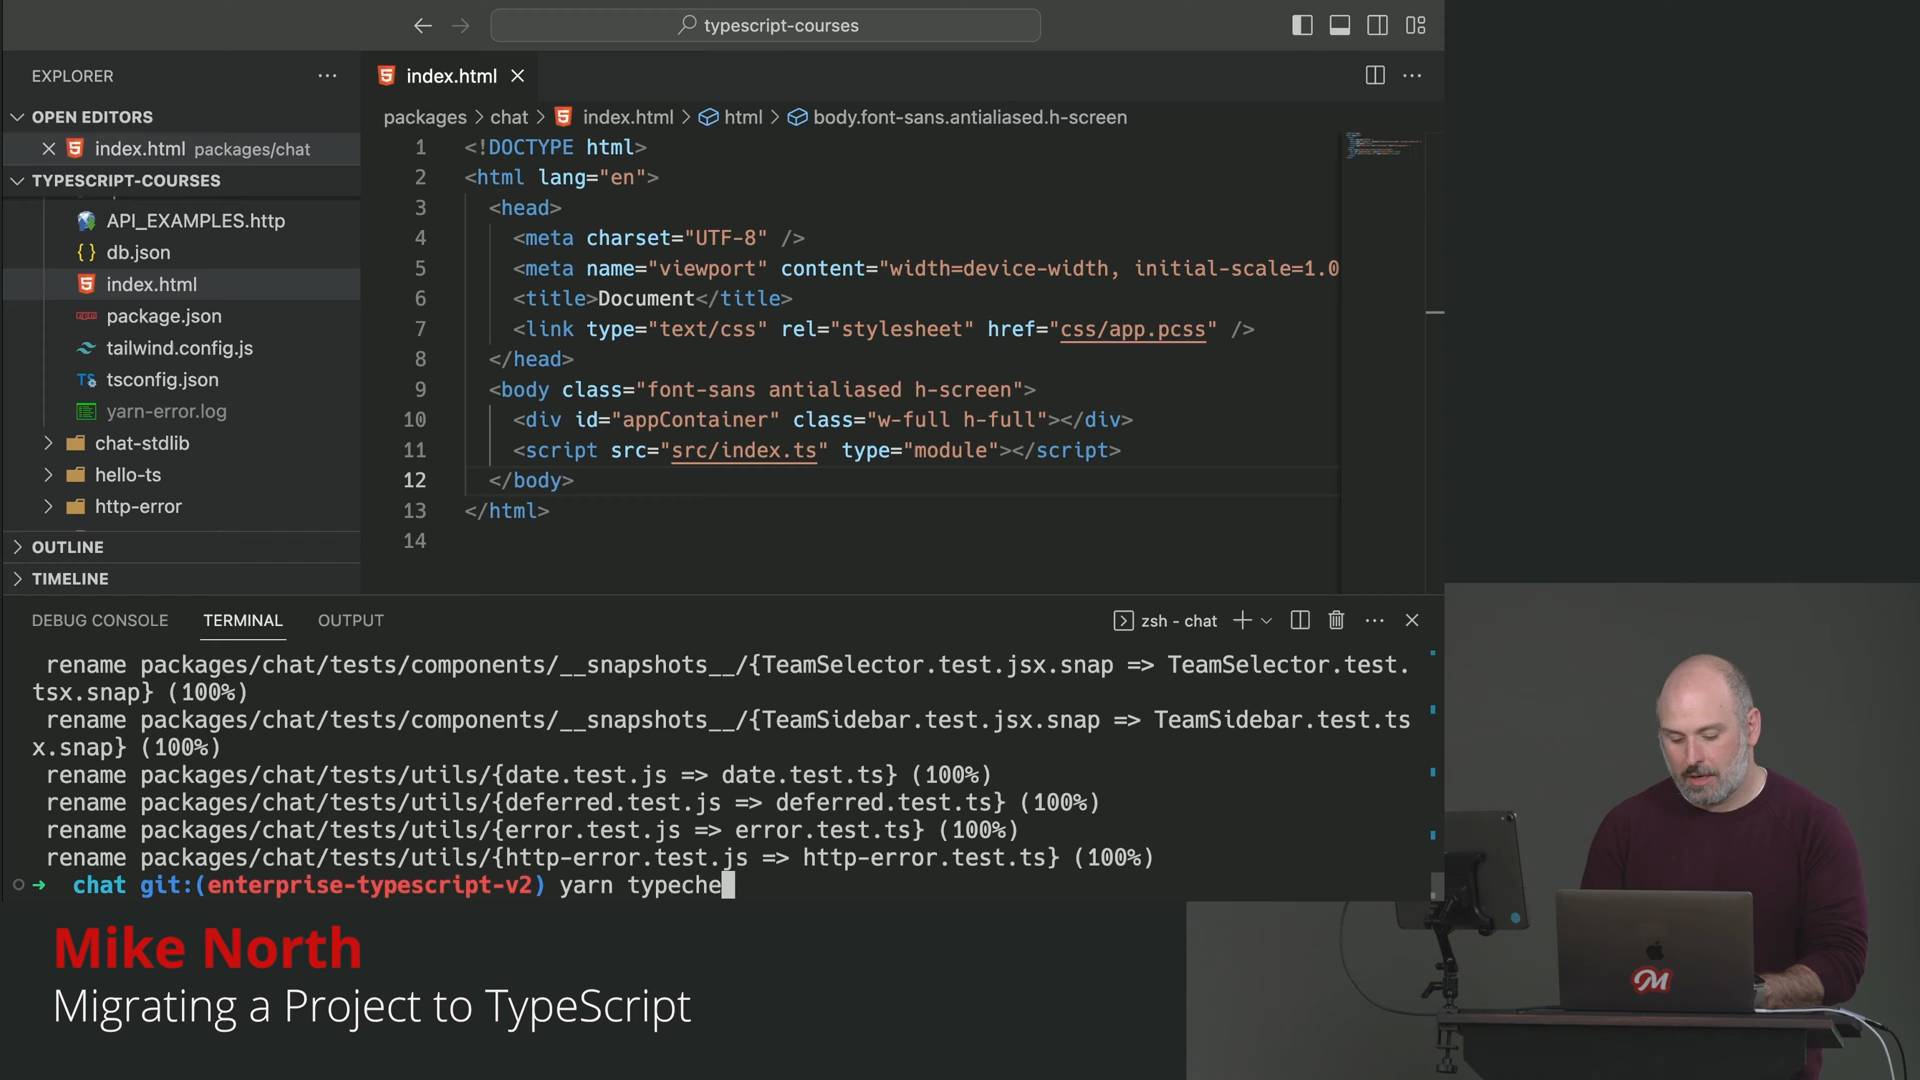 typescript-courses
EXPLORER
OPEN EDITORS
index.html packages/chat
TYPESCRIPT-COURSES
API_EXAMPLES.http
db.json
index.html
package.json
tailwind.config.js
tsconfig.json
yarn-error.log
chat-stdlib
hello-ts
http-error
OUTLINE
TIMELINE
index.html
packages > chat > index.html > html > body.font-sans.antialiased.h-screen
1 <!DOCTYPE html>
2 <html lang="en">
3 <head>
4 <meta charset="UTF-8" />
5 <meta name="viewport" content="width=device-width, initial-scale=1.0
6 <title>Document</title>
7 <link type="text/css" rel="stylesheet" href="css/app.pcss" />
8 </head>
9 <body class="font-sans antialiased h-screen">
10 <div id="appContainer" class="w-full h-full"></div>
11 <script src="src/index.ts" type="module"></script>
12 </body>
13 </html>
14
DEBUG CONSOLE TERMINAL OUTPUT
zsh - chat
rename packages/chat/tests/components/__snapshots__/{TeamSelector.test.jsx.snap => TeamSelector.test.
tsx.snap} (100%)
rename packages/chat/tests/components/__snapshots__/{TeamSidebar.test.jsx.snap => TeamSidebar.test.ts
x.snap} (100%)
rename packages/chat/tests/utils/{date.test.js => date.test.ts} (100%)
rename packages/chat/tests/utils/{deferred.test.js => deferred.test.ts} (100%)
rename packages/chat/tests/utils/{error.test.js => error.test.ts} (100%)
rename packages/chat/tests/utils/{http-error.test.js => http-error.test.ts} (100%)
➜ chat git:(enterprise-typescript-v2) yarn typeche
Mike North
Migrating a Project to TypeScript
M